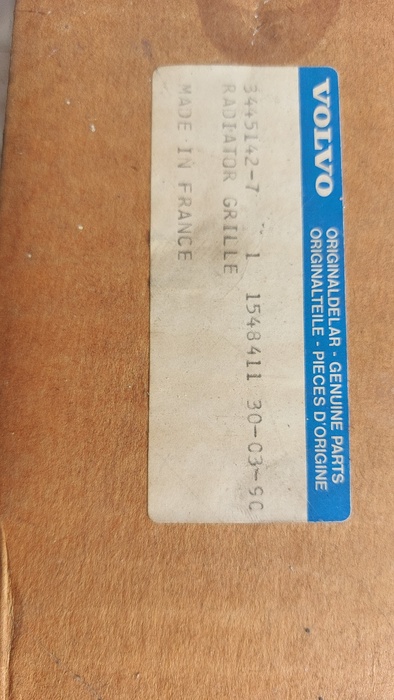 VOLVO
ORIGINALDELAR - GENUINE PARTS
ORIGINALTEILE - PIECES D'ORIGINE
3445142-7 1 1548411 30-03-90
RADIATOR GRILLE
MADE IN FRANCE